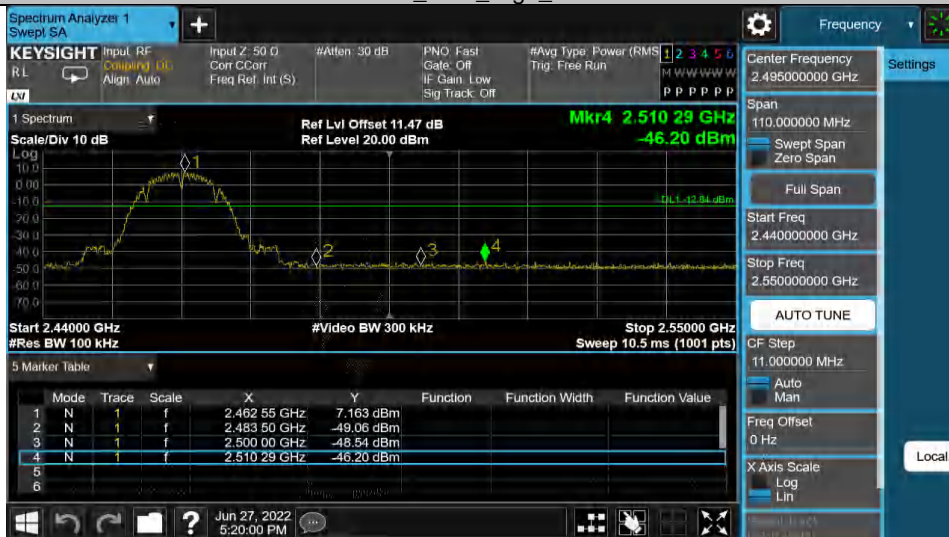 Spectrum Analyzer 1
Swept SA
+
Frequency
KEYSIGHT
RL
LXI
Input: RF
Coupling: DC
Align: Auto
Input Z: 50 Ω
Corr CCorr
Freq Ref: Int (S)
#Atten: 30 dB
PNO: Fast
Gate: Off
IF Gain: Low
Sig Track: Off
#Avg Type: Power (RMS
Trig: Free Run
1 2 3 4 5 6
M W W W W W
P P P P P P
1 Spectrum
Scale/Div 10 dB
Ref Lvl Offset 11.47 dB
Ref Level 20.00 dBm
Mkr4 2.510 29 GHz
-46.20 dBm
Log
10.0
0.00
-10.0
-20.0
-30.0
-40.0
-50.0
-60.0
-70.0
1
2
3
4
DL1 -12.84 dBm
Start 2.44000 GHz
#Video BW 300 kHz
Stop 2.55000 GHz
#Res BW 100 kHz
Sweep 10.5 ms (1001 pts)
5 Marker Table
Mode Trace Scale X Y Function Function Width Function Value
1 N 1 f 2.462 55 GHz 7.163 dBm
2 N 1 f 2.483 50 GHz -49.06 dBm
3 N 1 f 2.500 00 GHz -48.54 dBm
4 N 1 f 2.510 29 GHz -46.20 dBm
5
6
?
Jun 27, 2022
5:20:00 PM
Center Frequency
2.495000000 GHz
Settings
Span
110.000000 MHz
Swept Span
Zero Span
Full Span
Start Freq
2.440000000 GHz
Stop Freq
2.550000000 GHz
AUTO TUNE
CF Step
11.000000 MHz
Auto
Man
Freq Offset
0 Hz
Local
X Axis Scale
Log
Lin